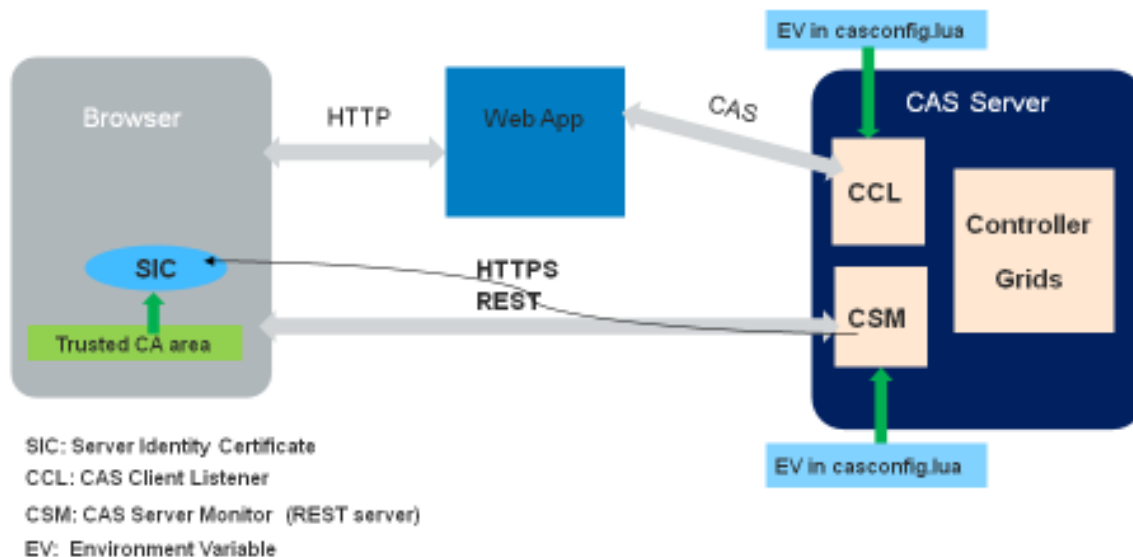 EV in casconfig.lua
Browser
HTTP
Web App
CAS
CAS Server
CCL
Controller
Grids
SIC
HTTPS
REST
CSM
Trusted CA area
EV in casconfig.lua
SIC: Server Identity Certificate
CCL: CAS Client Listener
CSM: CAS Server Monitor (REST server)
EV: Environment Variable